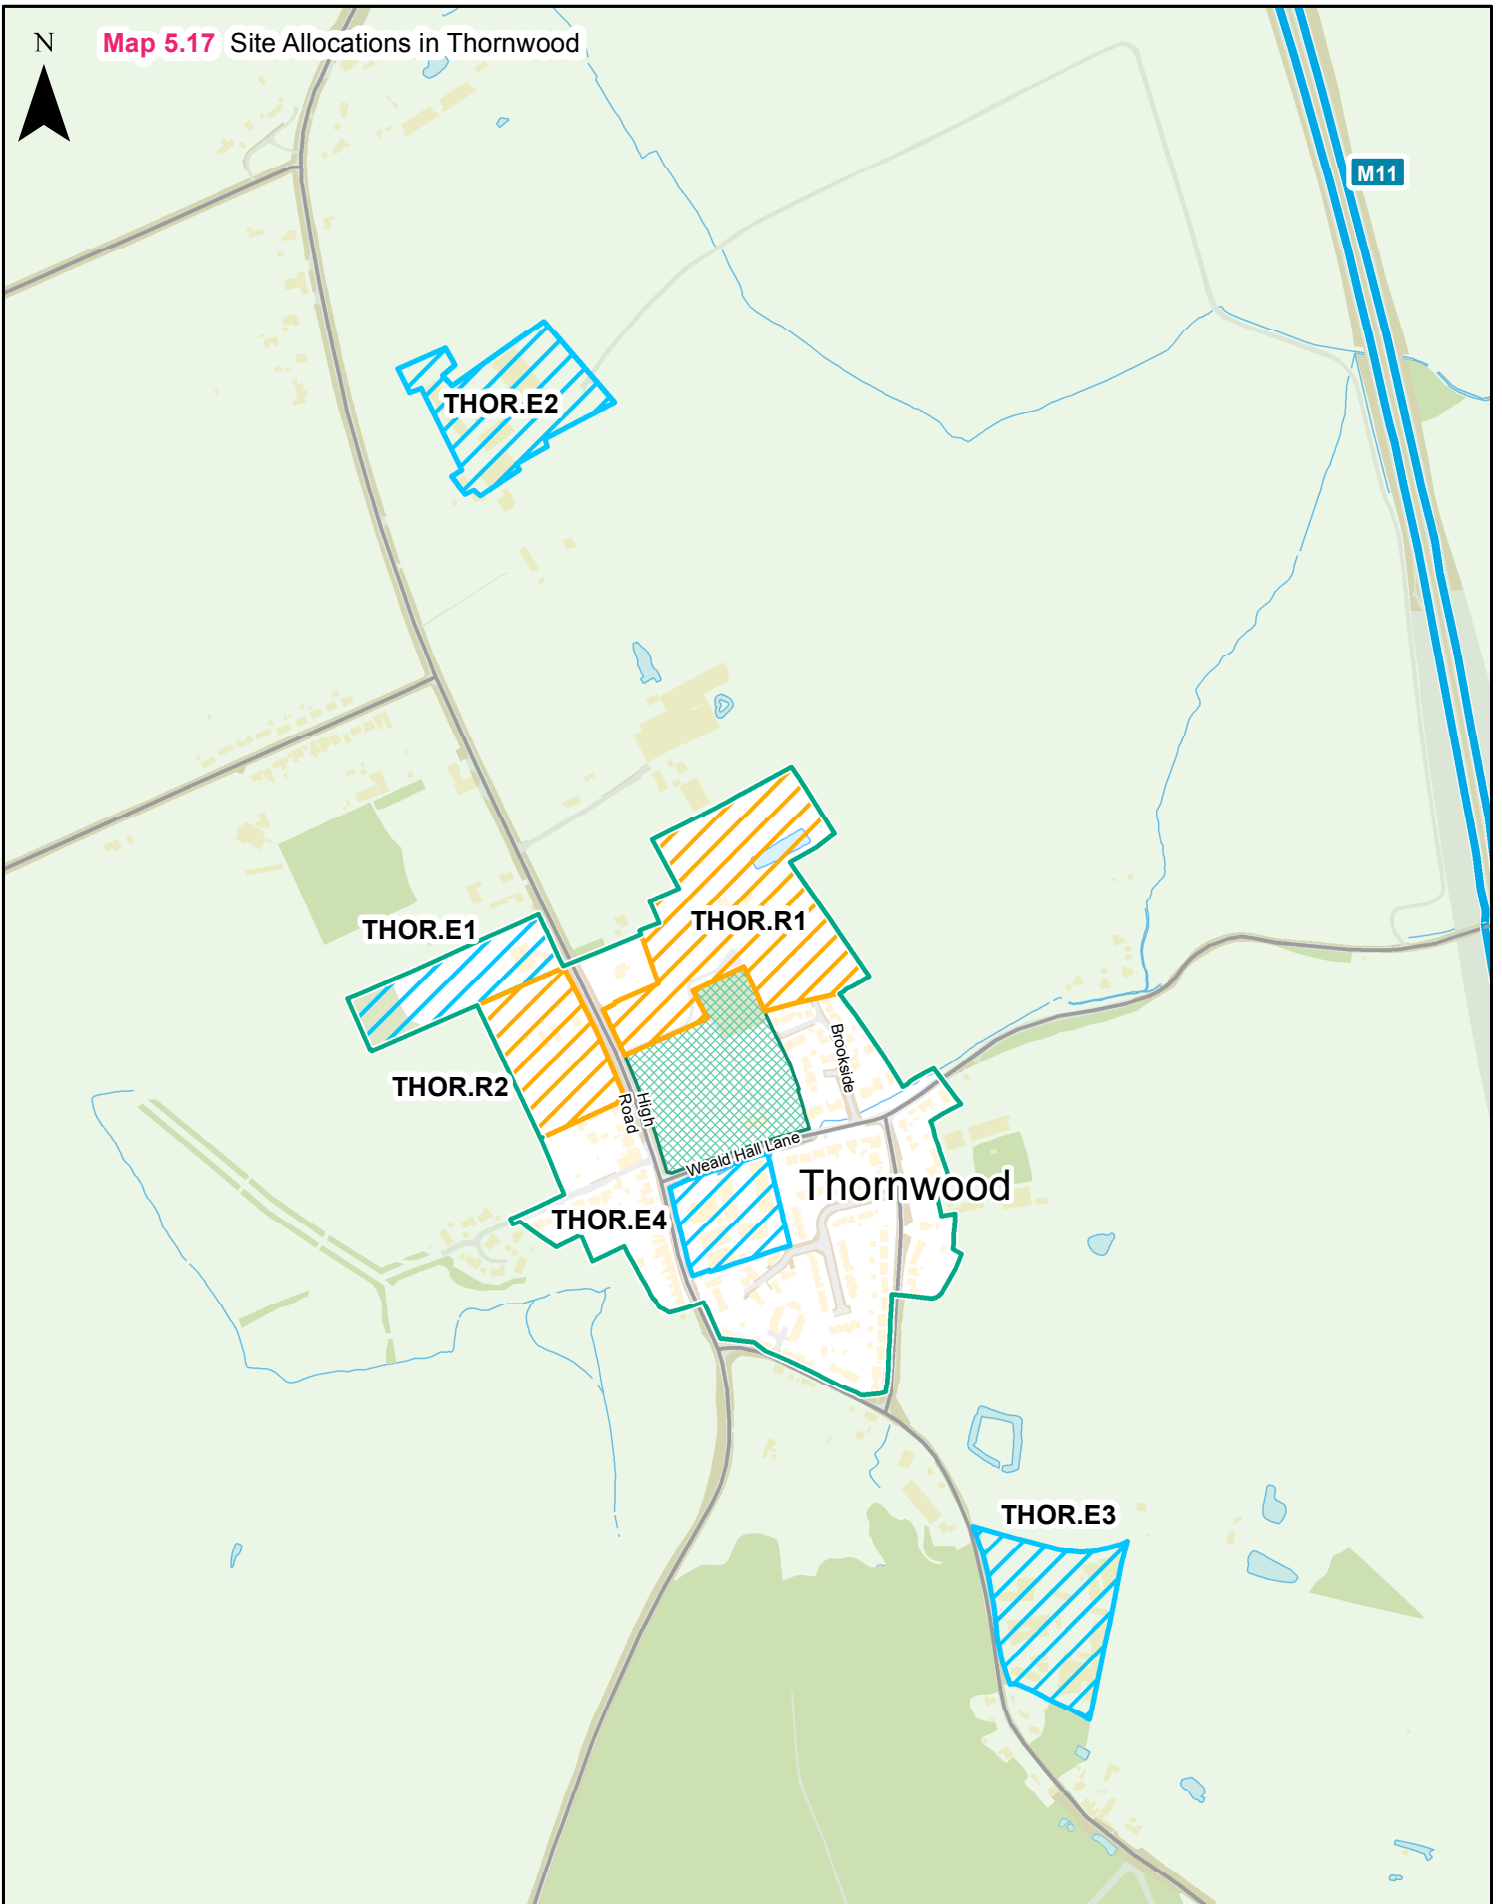 N
Map 5.17 Site Allocations in Thornwood
M11
THOR.E2
THOR.R1
THOR.E1
Brookside
THOR.R2
High
Road
Weald Hall Lane
Thornwood
THOR.E4
THOR.E3